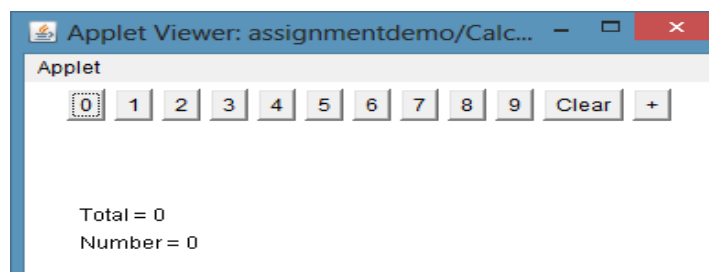 Applet Viewer: assignmentdemo/Calc...
Applet
0 1 2 3 4 5 6 7 8 9 Clear +
Total = 0
Number = 0